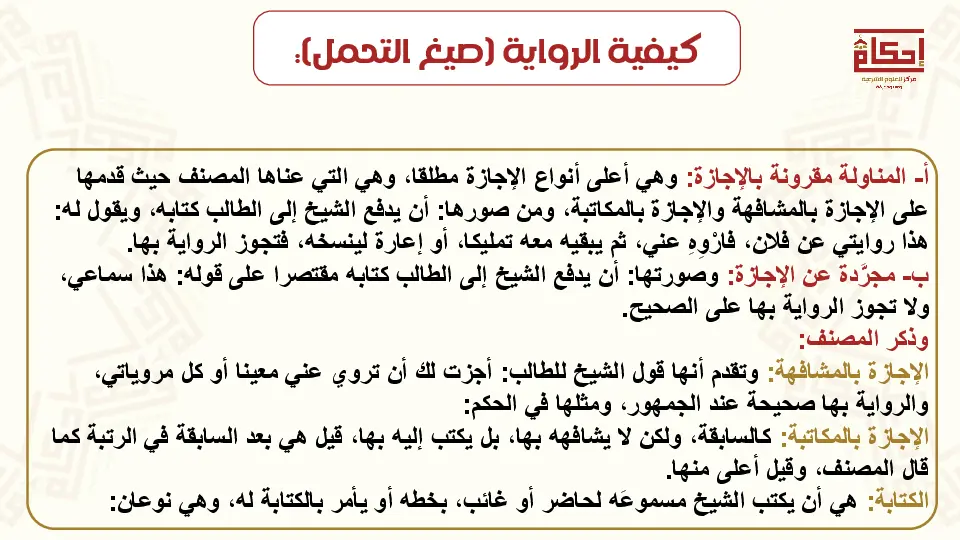 كيفية الرواية (صيغ التحمل):
إحكام
مركز للعلوم الشرعية
أ- المناولة مقرونة بالإجازة: وهي أعلى أنواع الإجازة مطلقا، وهي التي عناها المصنف حيث قدمها
على الإجازة بالمشافهة والإجازة بالمكاتبة، ومن صورها: أن يدفع الشيخ إلى الطالب كتابه، ويقول له:
هذا روايتي عن فلان، فارْوِهِ عني، ثم يبقيه معه تمليكا، أو إعارة لينسخه، فتجوز الرواية بها.
ب- مجرَّدة عن الإجازة: وصورتها: أن يدفع الشيخ إلى الطالب كتابه مقتصرا على قوله: هذا سماعي،
ولا تجوز الرواية بها على الصحيح.
وذكر المصنف:
الإجازة بالمشافهة: وتقدم أنها قول الشيخ للطالب: أجزت لك أن تروي عني معينا أو كل مروياتي،
والرواية بها صحيحة عند الجمهور، ومثلها في الحكم:
الإجازة بالمكاتبة: كالسابقة، ولكن لا يشافهه بها، بل يكتب إليه بها، قيل هي بعد السابقة في الرتبة كما
قال المصنف، وقيل أعلى منها.
الكتابة: هي أن يكتب الشيخ مسموعَه لحاضر أو غائب، بخطه أو يأمر بالكتابة له، وهي نوعان: